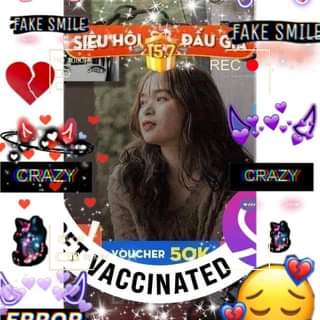 FAKE SMILE
FAKE SMILE
SIÊU HỘI ĐẤU GIÁ
15.7
REC
CRAZY
CRAZY
VOUCHER 50K
GET VACCINATED
ERROR